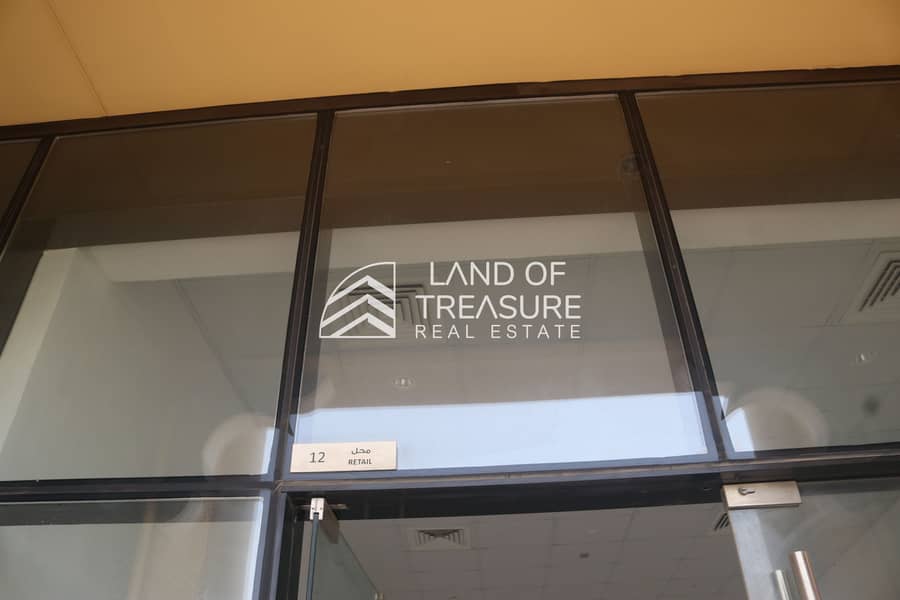 LAND OF
TREASURE
REAL ESTATE
محل
12 RETAIL